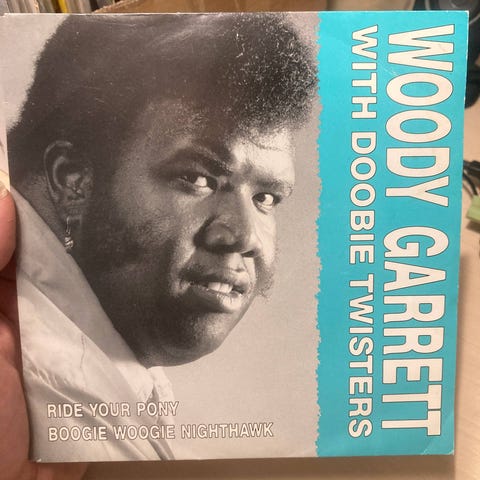 WOODY GARRETT
WITH DOOBIE TWISTERS
RIDE YOUR PONY
BOOGIE WOOGIE NIGHTHAWK